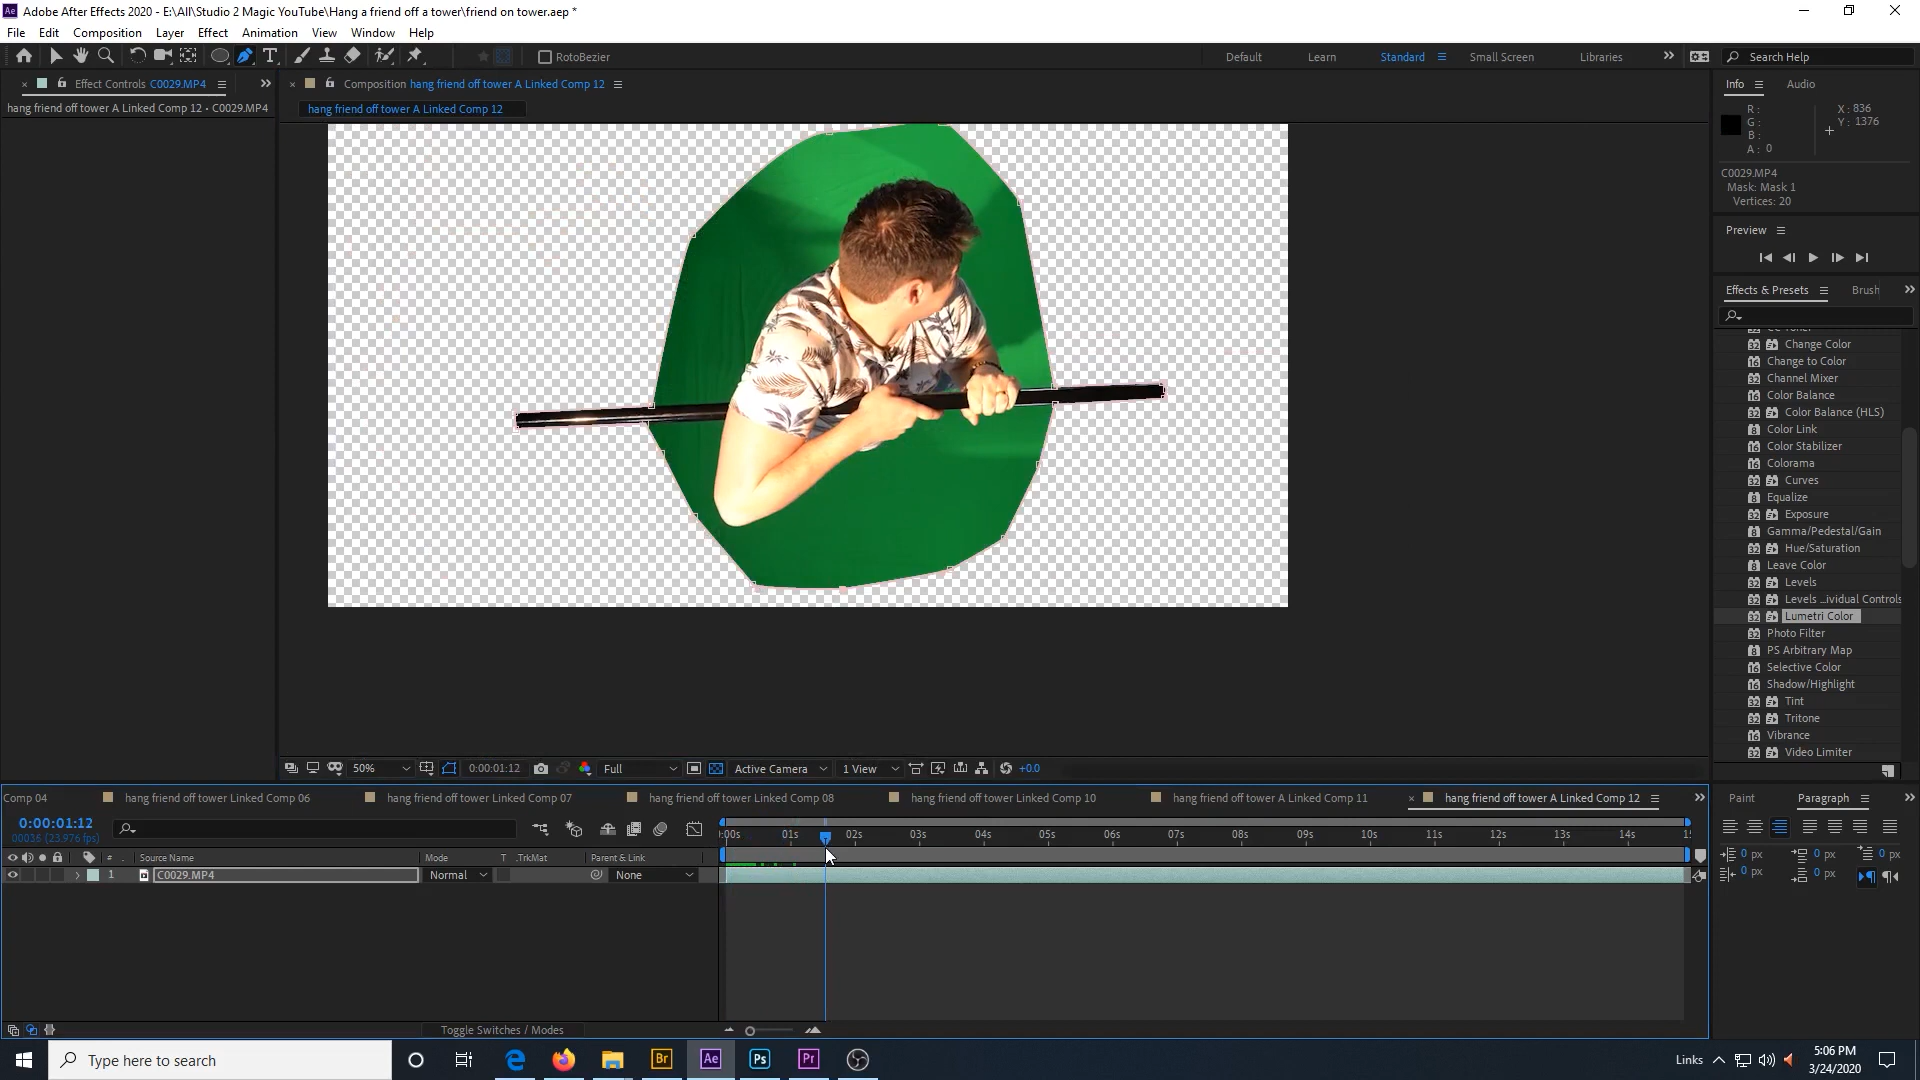 Adobe After Effects 2020 - E:\All\Studio 2 Magic YouTube\Hang a friend off a tower\friend on tower.aep *
File Edit Composition Layer Effect Animation View Window Help
RotoBezier
Default Learn Standard Small Screen Libraries
Search Help
Effect Controls C0029.MP4
hang friend off tower A Linked Comp 12 • C0029.MP4
Composition hang friend off tower A Linked Comp 12
hang friend off tower A Linked Comp 12
Info Audio
R :
G :
B :
A : 0
X : 836
Y : 1376
C0029.MP4
Mask: Mask 1
Vertices: 20
Preview
Effects & Presets Brush
Change Color
Change to Color
Channel Mixer
Color Balance
Color Balance (HLS)
Color Link
Color Stabilizer
Colorama
Curves
Equalize
Exposure
Gamma/Pedestal/Gain
Hue/Saturation
Leave Color
Levels
Levels ...ividual Controls
Lumetri Color
Photo Filter
PS Arbitrary Map
Selective Color
Shadow/Highlight
Tint
Tritone
Vibrance
Video Limiter
50% 0:00:01:12 Full Active Camera 1 View +0.0
Comp 04 hang friend off tower Linked Comp 06 hang friend off tower Linked Comp 07 hang friend off tower Linked Comp 08 hang friend off tower Linked Comp 10 hang friend off tower A Linked Comp 11 hang friend off tower A Linked Comp 12
0:00:01:12
00036 (23.976 fps)
:00s 01s 02s 03s 04s 05s 06s 07s 08s 09s 10s 11s 12s 13s 14s
# Source Name Mode T .TrkMat Parent & Link
1 C0029.MP4 Normal None
Toggle Switches / Modes
Paint Paragraph
0 px 0 px 0 px
0 px 0 px
Type here to search
Br Ae Ps Pr
Links
5:06 PM
3/24/2020